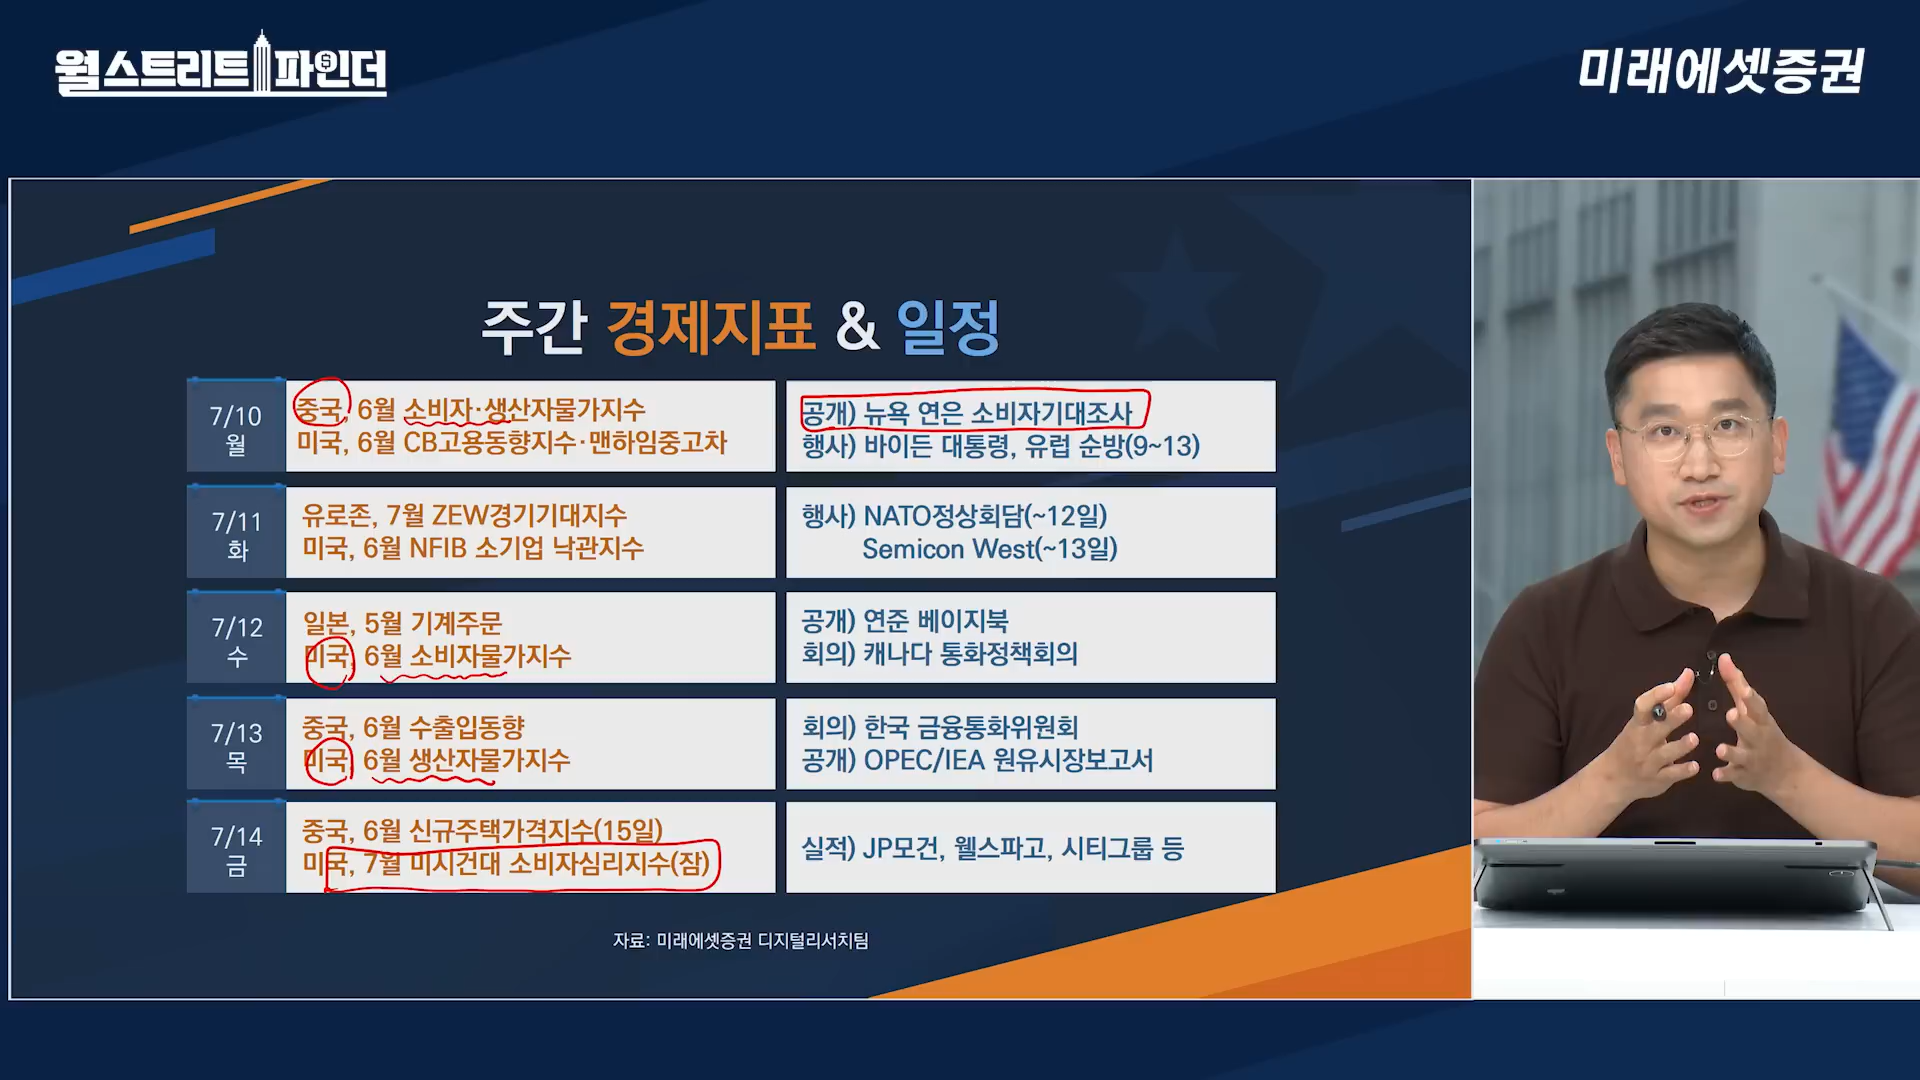 월스트리트 파인더
미래에셋증권
주간 경제지표 & 일정
7/10
월
중국, 6월 소비자·생산자물가지수
미국, 6월 CB고용동향지수·맨하임중고차
공개) 뉴욕 연은 소비자기대조사
행사) 바이든 대통령, 유럽 순방(9~13)
7/11
화
유로존, 7월 ZEW경기기대지수
미국, 6월 NFIB 소기업 낙관지수
행사) NATO정상회담(~12일)
Semicon West(~13일)
7/12
수
일본, 5월 기계주문
미국, 6월 소비자물가지수
공개) 연준 베이지북
회의) 캐나다 통화정책회의
7/13
목
중국, 6월 수출입동향
미국, 6월 생산자물가지수
회의) 한국 금융통화위원회
공개) OPEC/IEA 원유시장보고서
7/14
금
중국, 6월 신규주택가격지수(15일)
미국, 7월 미시건대 소비자심리지수(잠)
실적) JP모건, 웰스파고, 시티그룹 등
자료: 미래에셋증권 디지털리서치팀